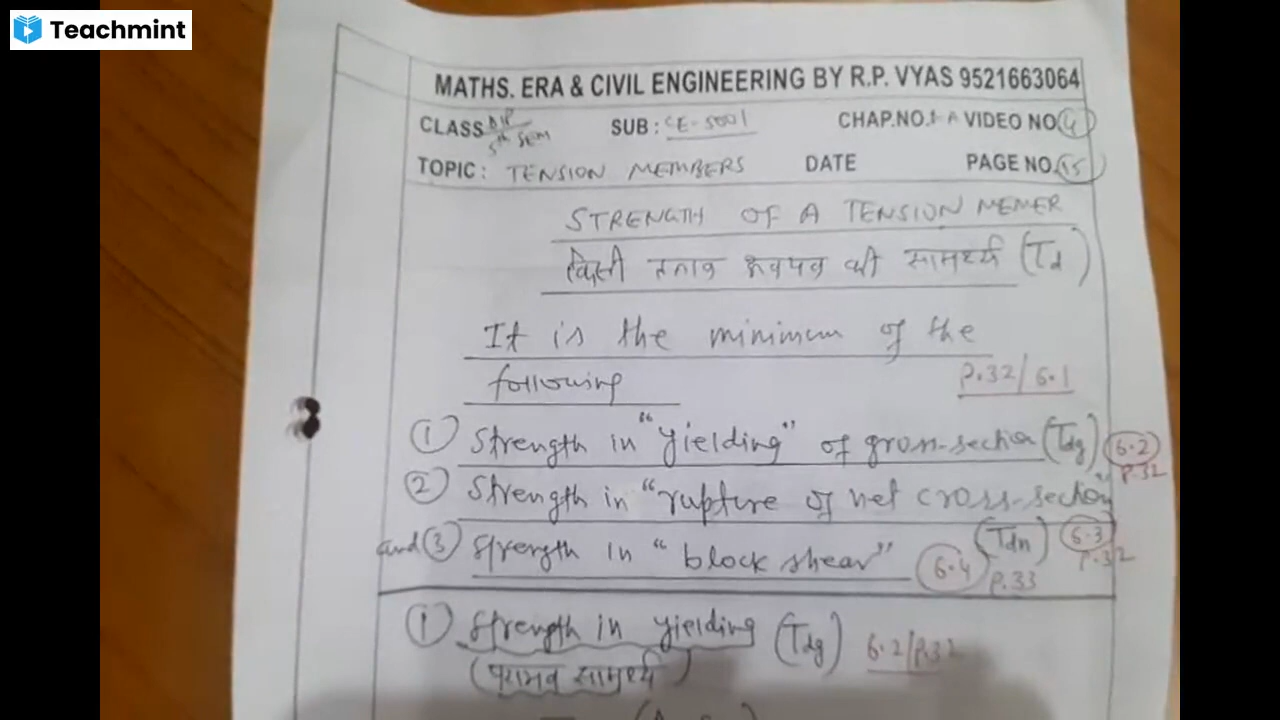 Teachmint
MATHS. ERA & CIVIL ENGINEERING BY R.P. VYAS 9521663064
CLASS DIP 5th SEM SUB : CE-5001 CHAP.NO.1-A VIDEO NO. 4
TOPIC : TENSION MEMBERS DATE PAGE NO. 15
STRENGTH OF A TENSION MEMER
किसी तनाव अवयव की सामर्थ्य (Td)
It is the minimum of the
following P.32/6.1
① Strength in "yielding" of gross-section (Tdg) 6.2
P.32
② Strength in "rupture of net cross-section"
and ③ Strength in "block shear" 6.4 (Tdn) 6.3
P.33 P.32
① Strength in yielding (Tdg) 6.2/P.32
(पराभव सामर्थ्य)